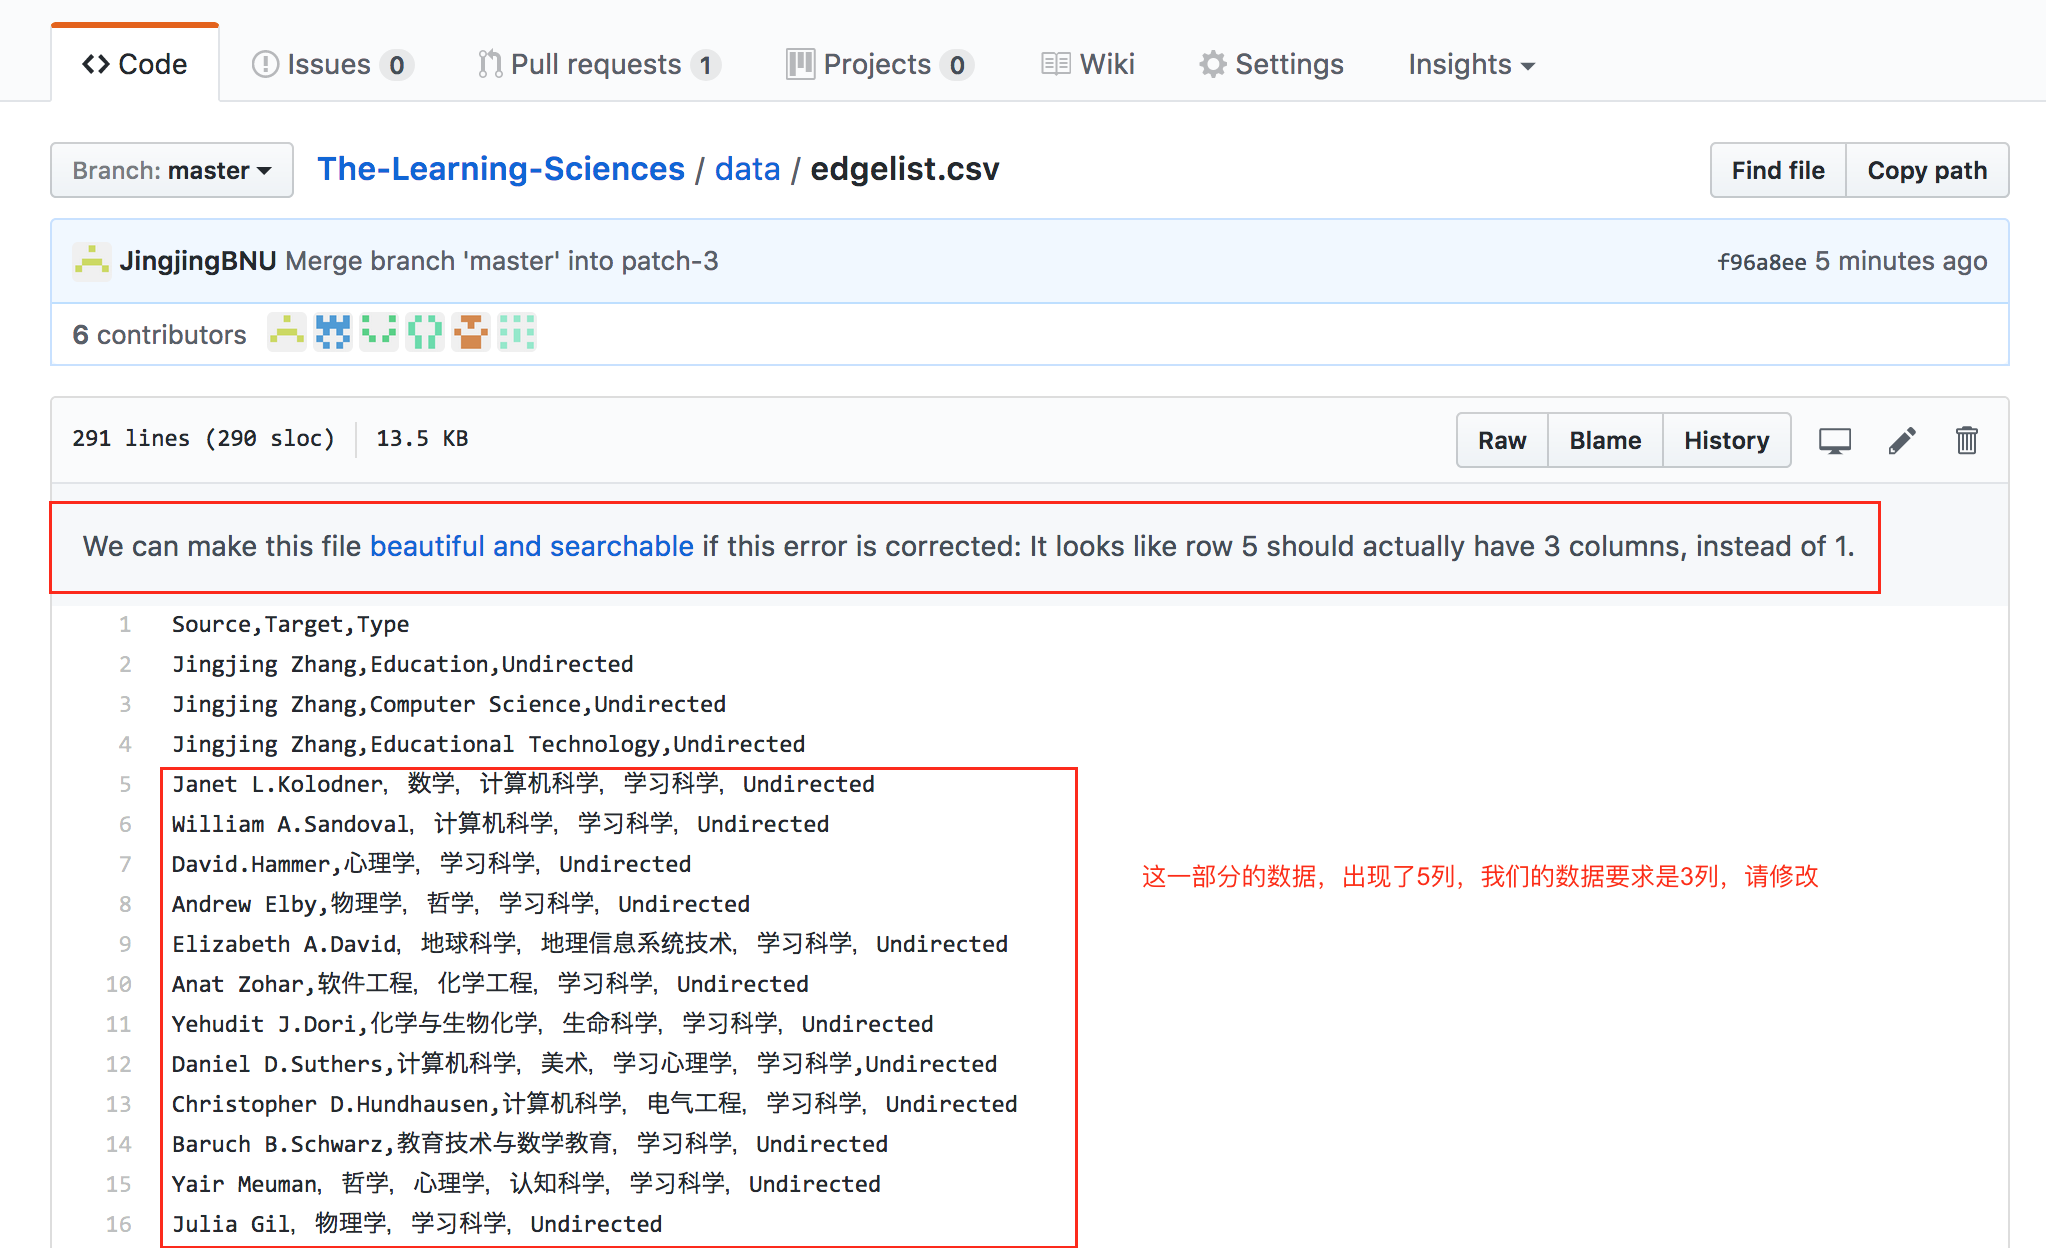 Code
Issues 0
Pull requests 1
Projects 0
Wiki
Settings
Insights
Branch: master
The-Learning-Sciences / data / edgelist.csv
Find file
Copy path
JingjingBNU Merge branch 'master' into patch-3
f96a8ee 5 minutes ago
6 contributors
291 lines (290 sloc) 13.5 KB
Raw
Blame
History
We can make this file beautiful and searchable if this error is corrected: It looks like row 5 should actually have 3 columns, instead of 1.
1 Source,Target,Type
2 Jingjing Zhang,Education,Undirected
3 Jingjing Zhang,Computer Science,Undirected
4 Jingjing Zhang,Educational Technology,Undirected
5 Janet L.Kolodner，数学，计算机科学，学习科学，Undirected
6 William A.Sandoval，计算机科学，学习科学，Undirected
7 David.Hammer,心理学，学习科学，Undirected
这一部分的数据，出现了5列，我们的数据要求是3列，请修改
8 Andrew Elby,物理学，哲学，学习科学，Undirected
9 Elizabeth A.David，地球科学，地理信息系统技术，学习科学，Undirected
10 Anat Zohar,软件工程，化学工程，学习科学，Undirected
11 Yehudit J.Dori,化学与生物化学，生命科学，学习科学，Undirected
12 Daniel D.Suthers,计算机科学，美术，学习心理学，学习科学,Undirected
13 Christopher D.Hundhausen,计算机科学，电气工程，学习科学，Undirected
14 Baruch B.Schwarz,教育技术与数学教育，学习科学，Undirected
15 Yair Meuman，哲学，心理学，认知科学，学习科学，Undirected
16 Julia Gil，物理学，学习科学，Undirected